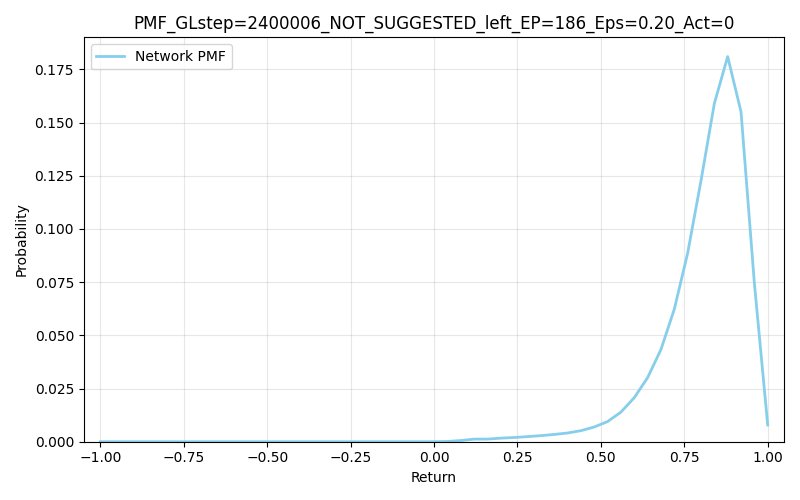 PMF_GLstep=2400006_NOT_SUGGESTED_left_EP=186_Eps=0.20_Act=0
Network PMF
0.175
0.150
0.125
0.100
0.075
0.050
0.025
0.000
Probability
−1.00 −0.75 −0.50 −0.25 0.00 0.25 0.50 0.75 1.00
Return